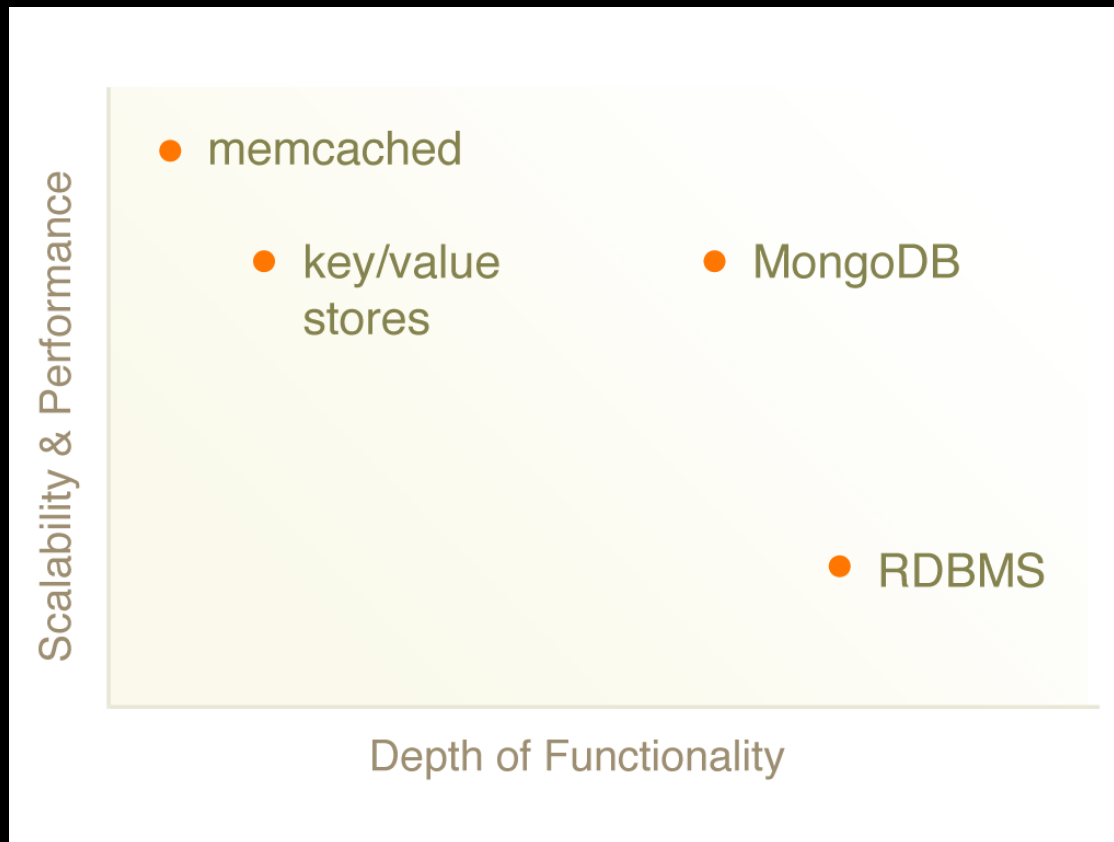 memcached
key/value
stores
MongoDB
RDBMS
Scalability & Performance
Depth of Functionality